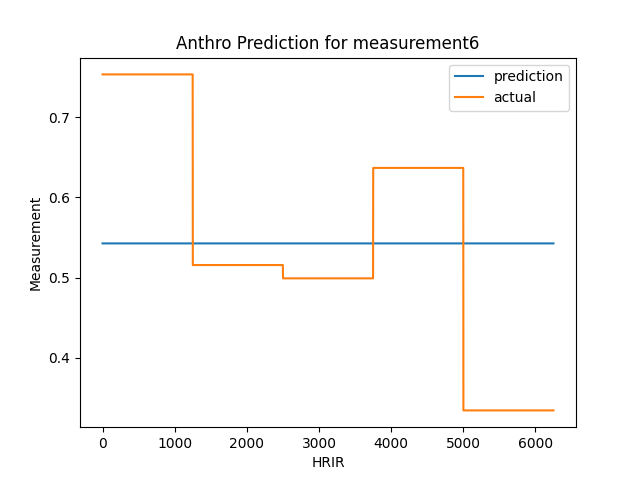 Anthro Prediction for measurement6
prediction
actual
Measurement
0.7
0.6
0.5
0.4
0 1000 2000 3000 4000 5000 6000
HRIR